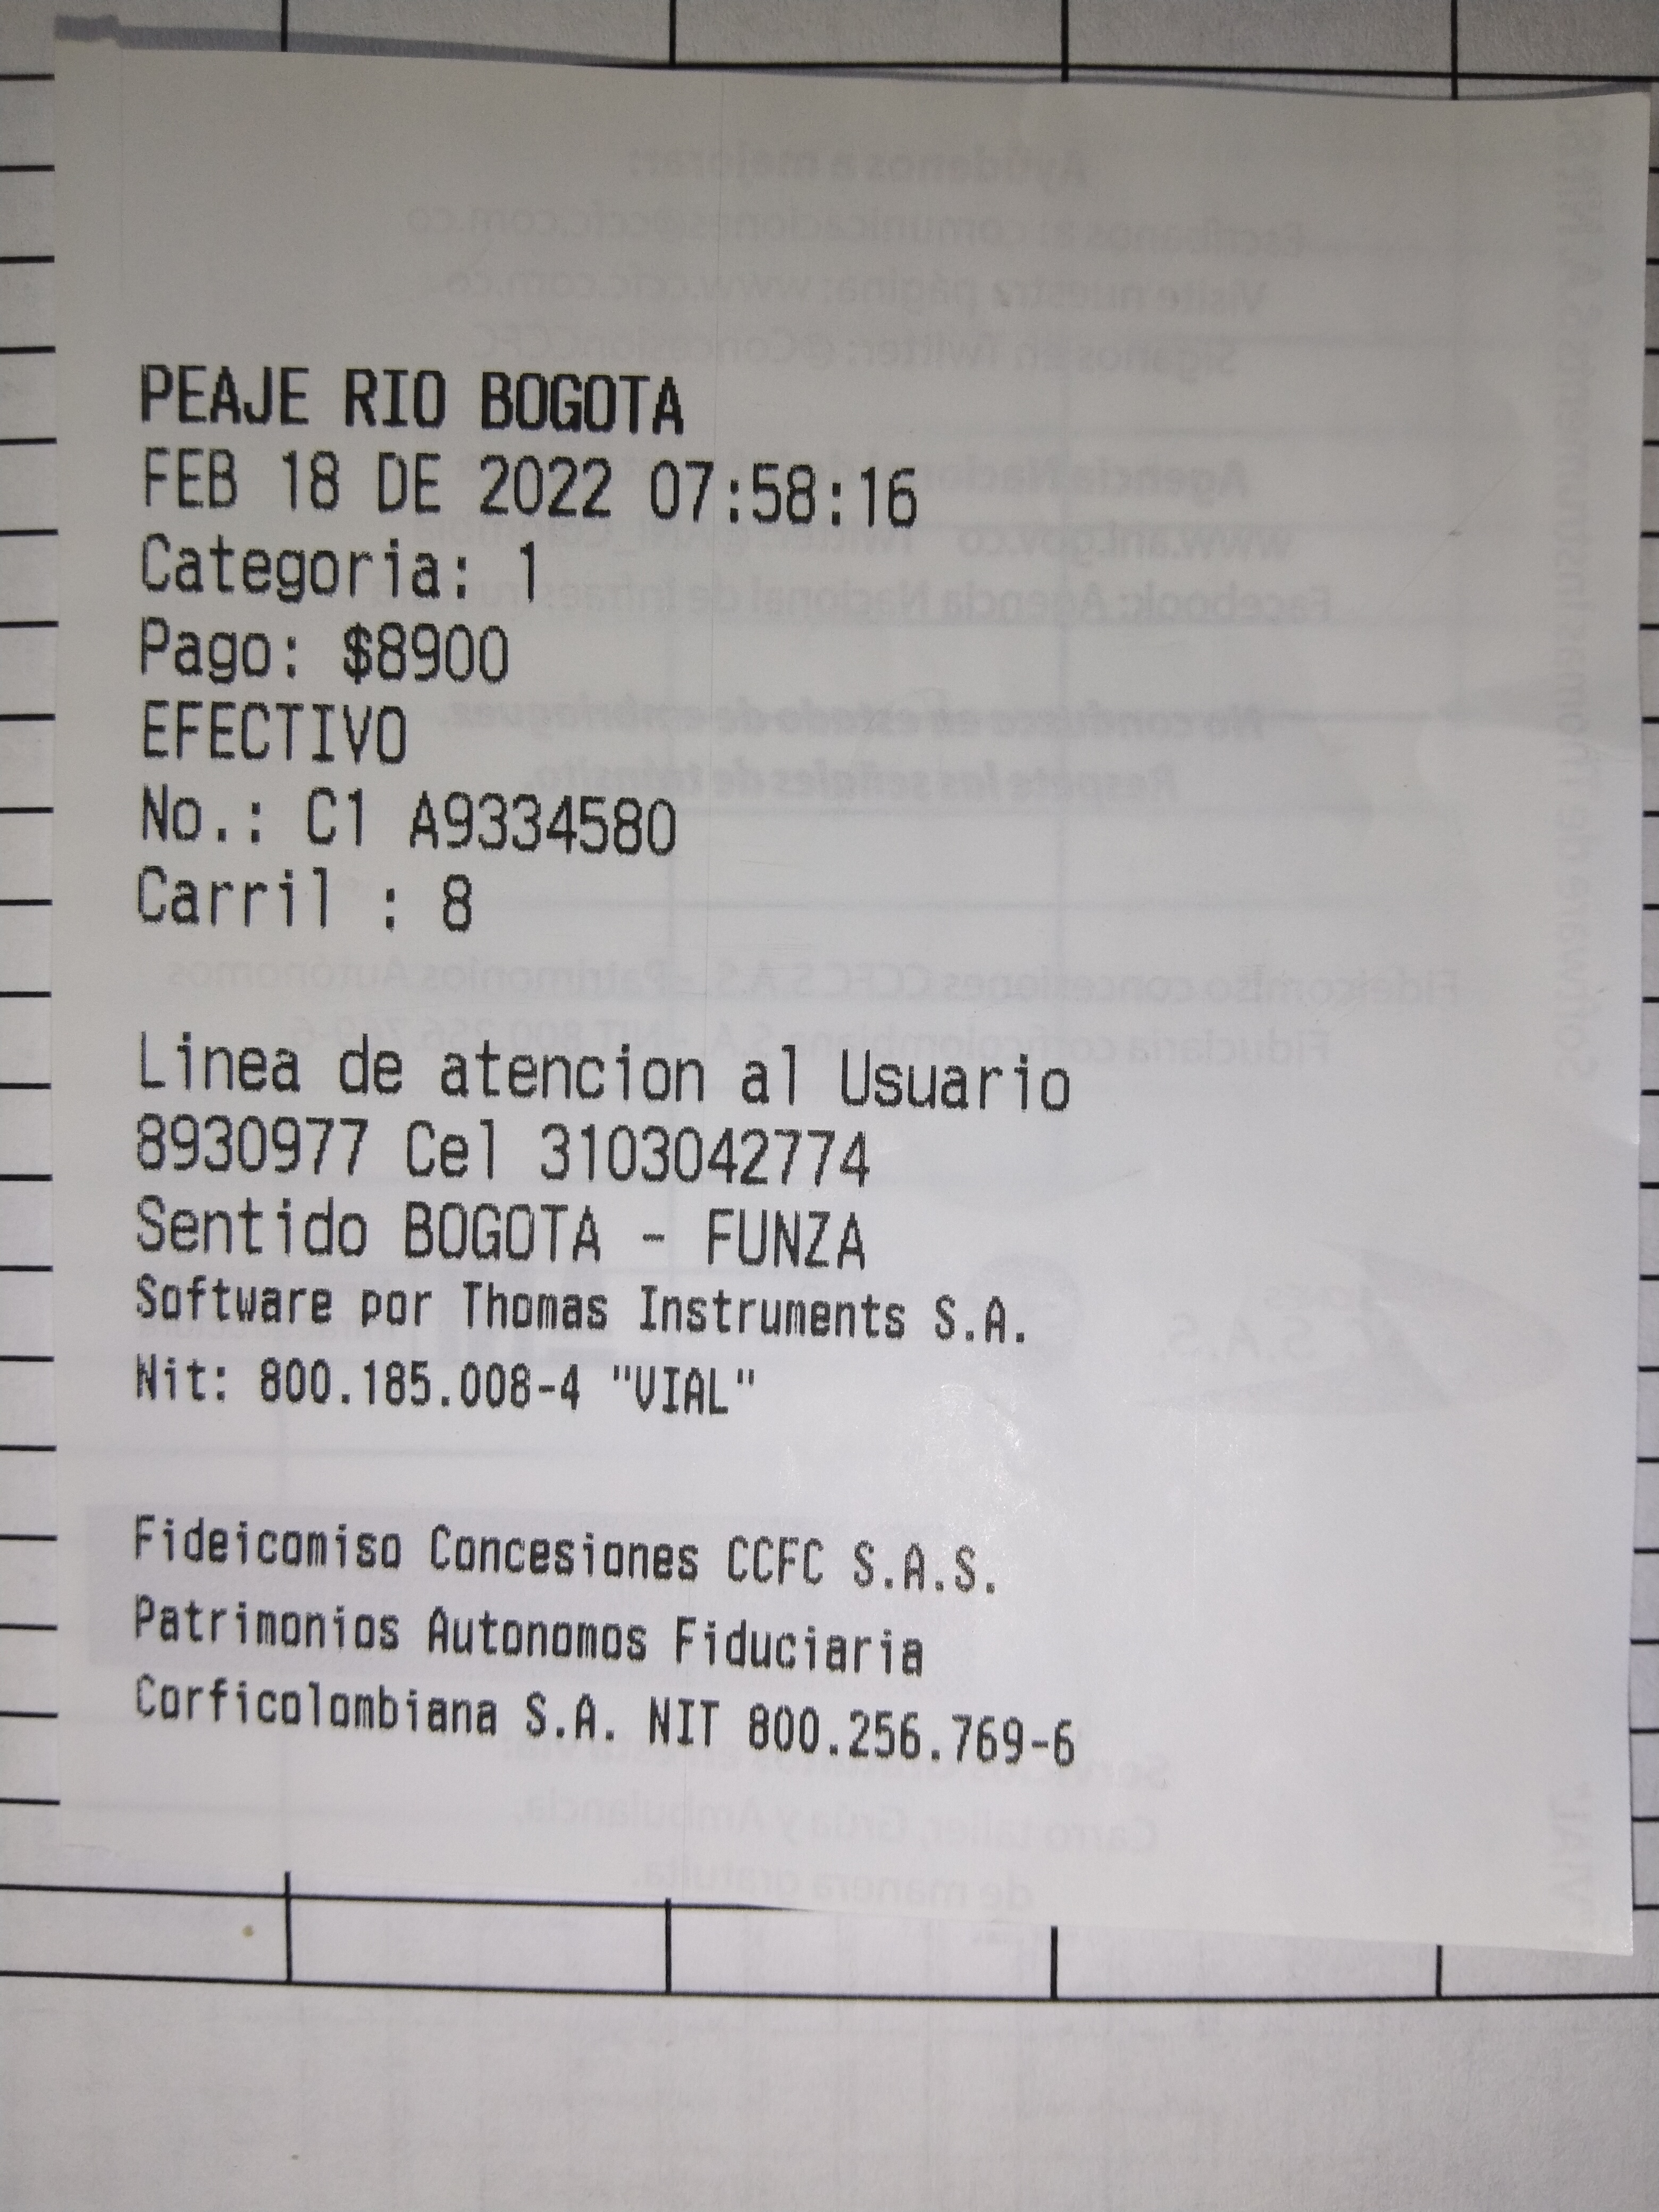 PEAJE RIO BOGOTA
FEB 18 DE 2022 07:58:16
Categoria: 1
Pago: $8900
EFECTIVO
No.: C1 A9334580
Carril : 8
Linea de atencion al Usuario
8930977 Cel 3103042774
Sentido BOGOTA - FUNZA
Software por Thomas Instruments S.A.
Nit: 800.185.008-4 "VIAL"
Fideicomiso Concesiones CCFC S.A.S.
Patrimonios Autonomos Fiduciaria
Corficolombiana S.A. NIT 800.256.769-6